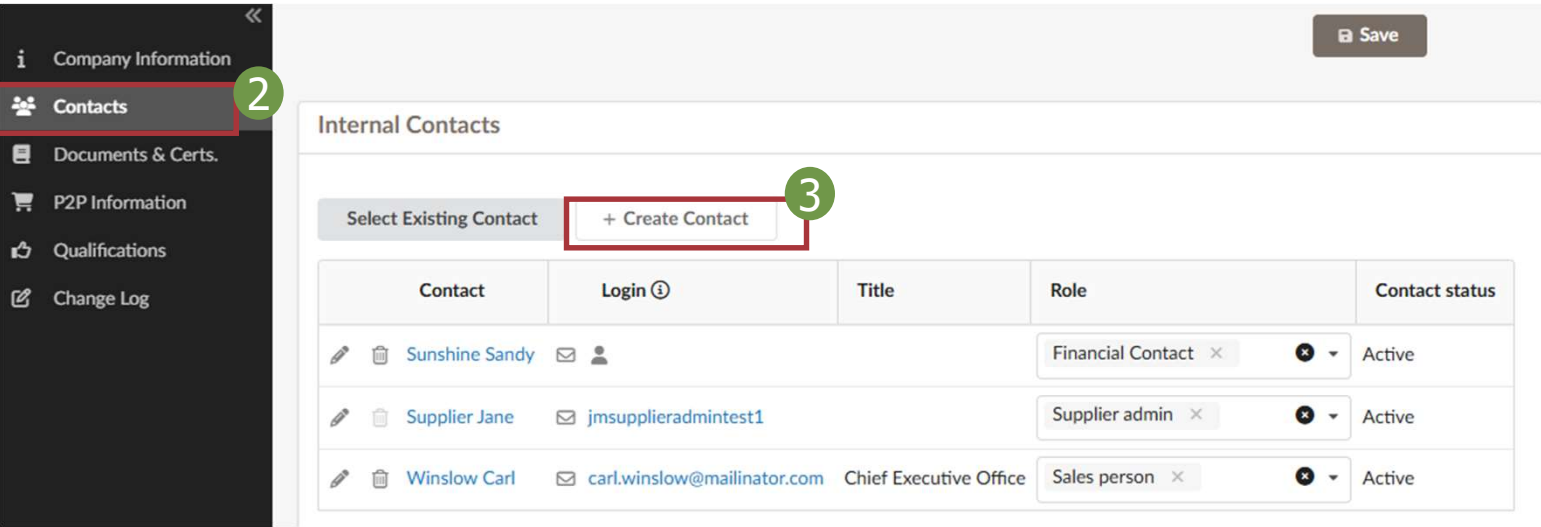 Company Information
Contacts
2
Documents & Certs.
P2P Information
Qualifications
Change Log
Save
Internal Contacts
Select Existing Contact
+ Create Contact
3
Contact Login Title Role Contact status
Sunshine Sandy Financial Contact × Active
Supplier Jane jmsupplieradmintest1 Supplier admin × Active
Winslow Carl carl.winslow@mailinator.com Chief Executive Office Sales person × Active